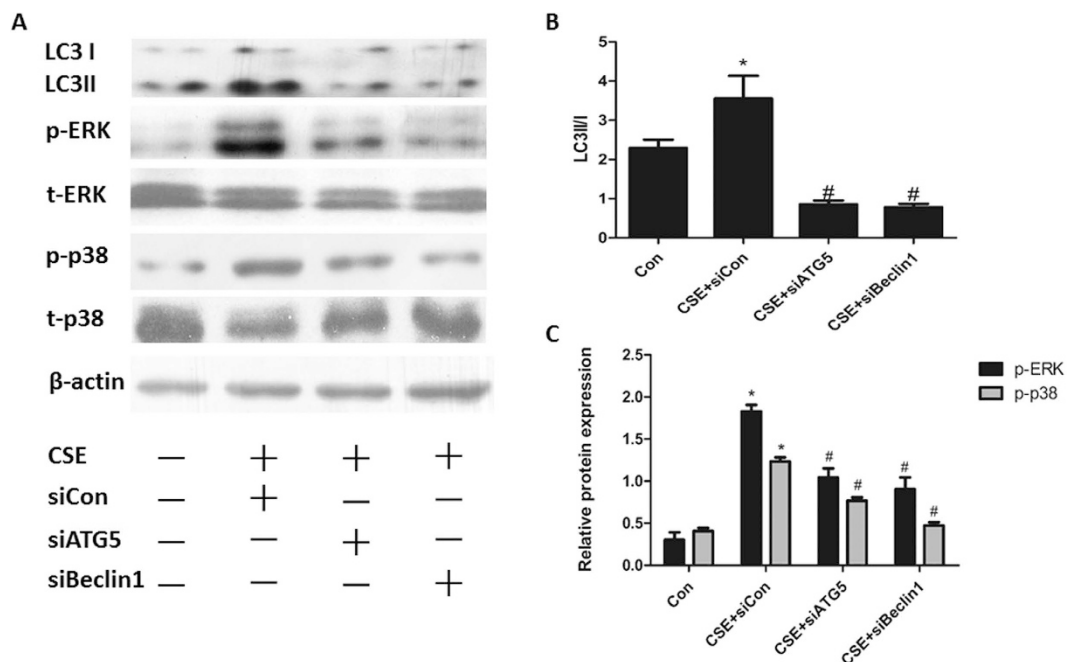 A
LC3 I
LC3II
p-ERK
t-ERK
p-p38
t-p38
β-actin
CSE — + + +
siCon — + — —
siATG5 — — + —
siBeclin1 — — — +
B
LC3II/I
5
4
3
2
1
0
*
#
#
Con
CSE+siCon
CSE+siATG5
CSE+siBeclin1
C
Relative protein expression
2.5
2.0
1.5
1.0
0.5
0.0
*
*
#
#
#
#
p-ERK
p-p38
Con
CSE+siCon
CSE+siATG5
CSE+siBeclin1